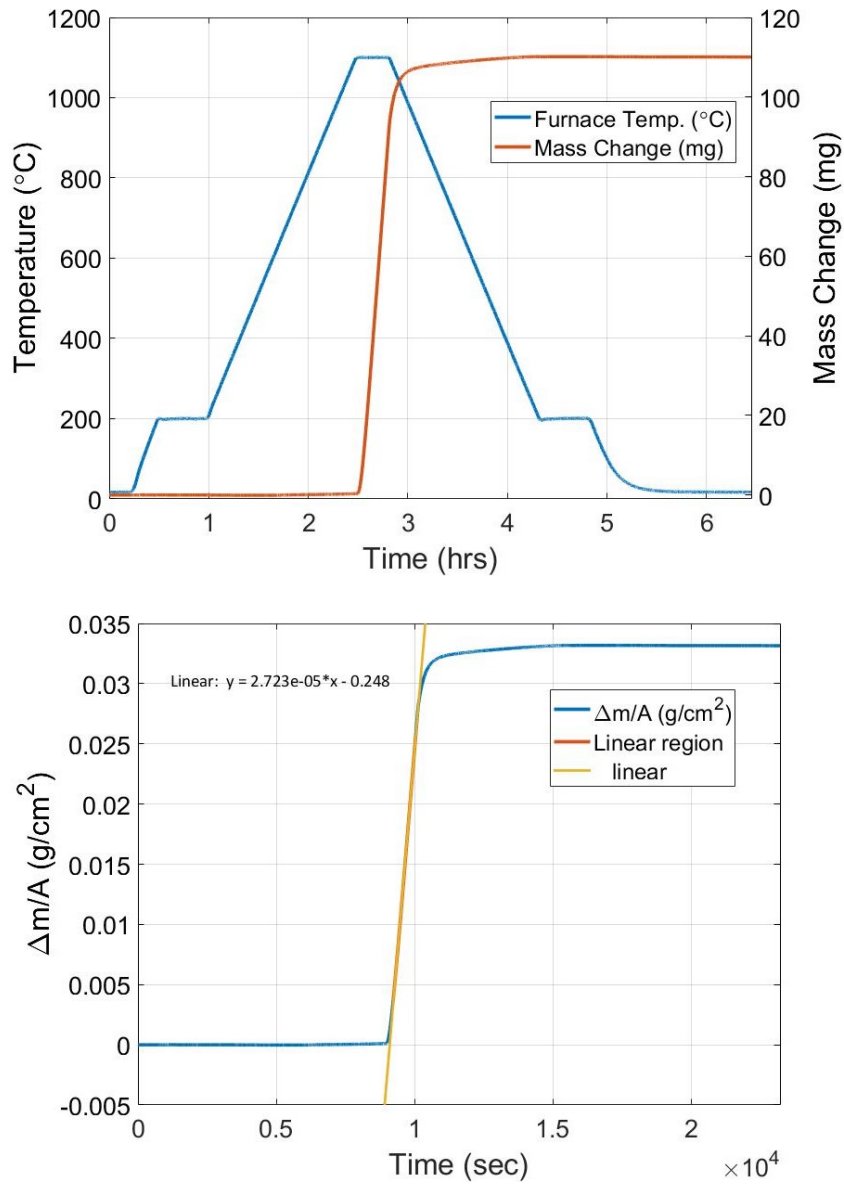 1200
1000
800
600
400
200
0
120
100
80
60
40
20
0
Temperature (°C)
Mass Change (mg)
Furnace Temp. (°C)
Mass Change (mg)
0 1 2 3 4 5 6
Time (hrs)
0.035
0.03
0.025
0.02
0.015
0.01
0.005
0
-0.005
Δm/A (g/cm²)
Linear: y = 2.723e-05*x - 0.248
Δm/A (g/cm²)
Linear region
linear
0 0.5 1 1.5 2
Time (sec)
×10⁴